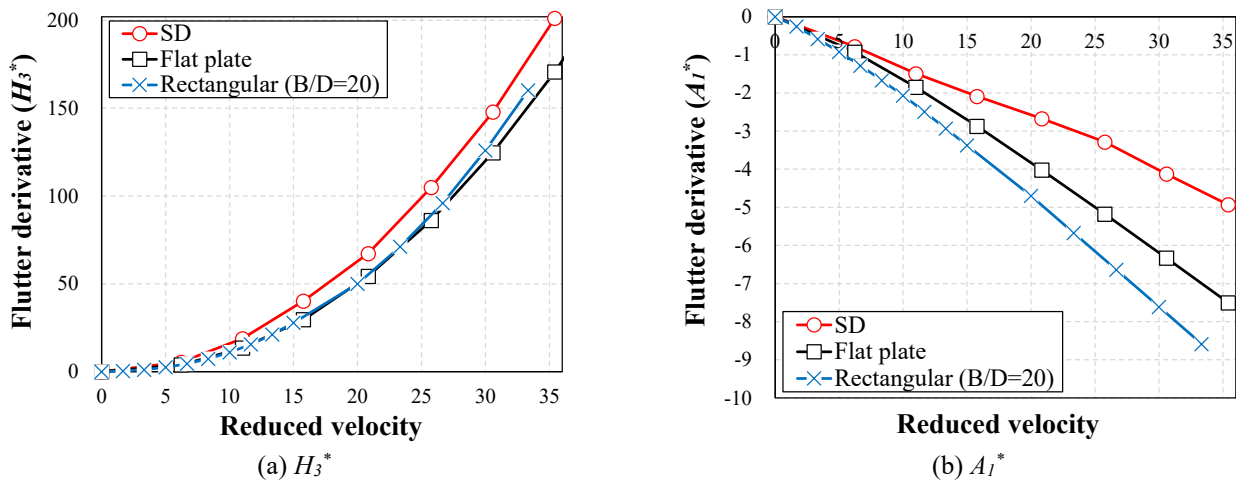 Flutter derivative (H3*)
200
150
100
50
0
SD
Flat plate
Rectangular (B/D=20)
0 5 10 15 20 25 30 35
Reduced velocity
(a) H3*
Flutter derivative (A1*)
0
-1
-2
-3
-4
-5
-6
-7
-8
-9
-10
0 5 10 15 20 25 30 35
SD
Flat plate
Rectangular (B/D=20)
Reduced velocity
(b) A1*